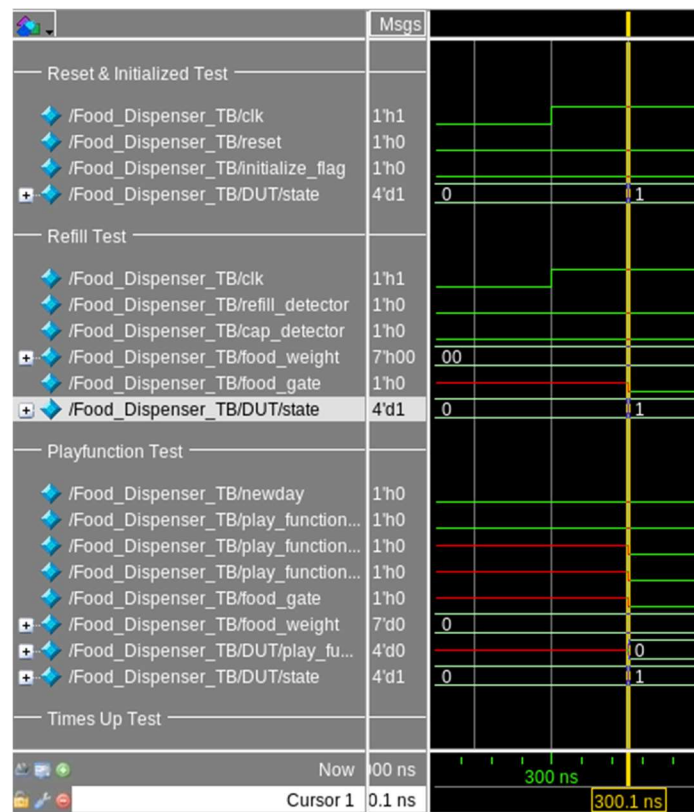 Msgs
Reset & Initialized Test
/Food_Dispenser_TB/clk 1'h1
/Food_Dispenser_TB/reset 1'h0
/Food_Dispenser_TB/initialize_flag 1'h0
/Food_Dispenser_TB/DUT/state 4'd1 0 1
Refill Test
/Food_Dispenser_TB/clk 1'h1
/Food_Dispenser_TB/refill_detector 1'h0
/Food_Dispenser_TB/cap_detector 1'h0
/Food_Dispenser_TB/food_weight 7'h00 00
/Food_Dispenser_TB/food_gate 1'h0
/Food_Dispenser_TB/DUT/state 4'd1 0 1
Playfunction Test
/Food_Dispenser_TB/newday 1'h0
/Food_Dispenser_TB/play_function... 1'h0
/Food_Dispenser_TB/play_function... 1'h0
/Food_Dispenser_TB/play_function... 1'h0
/Food_Dispenser_TB/food_gate 1'h0
/Food_Dispenser_TB/food_weight 7'd0 0
/Food_Dispenser_TB/DUT/play_fu... 4'd0 0
/Food_Dispenser_TB/DUT/state 4'd1 0 1
Times Up Test
Now 00 ns 300 ns
Cursor 1 0.1 ns 300.1 ns